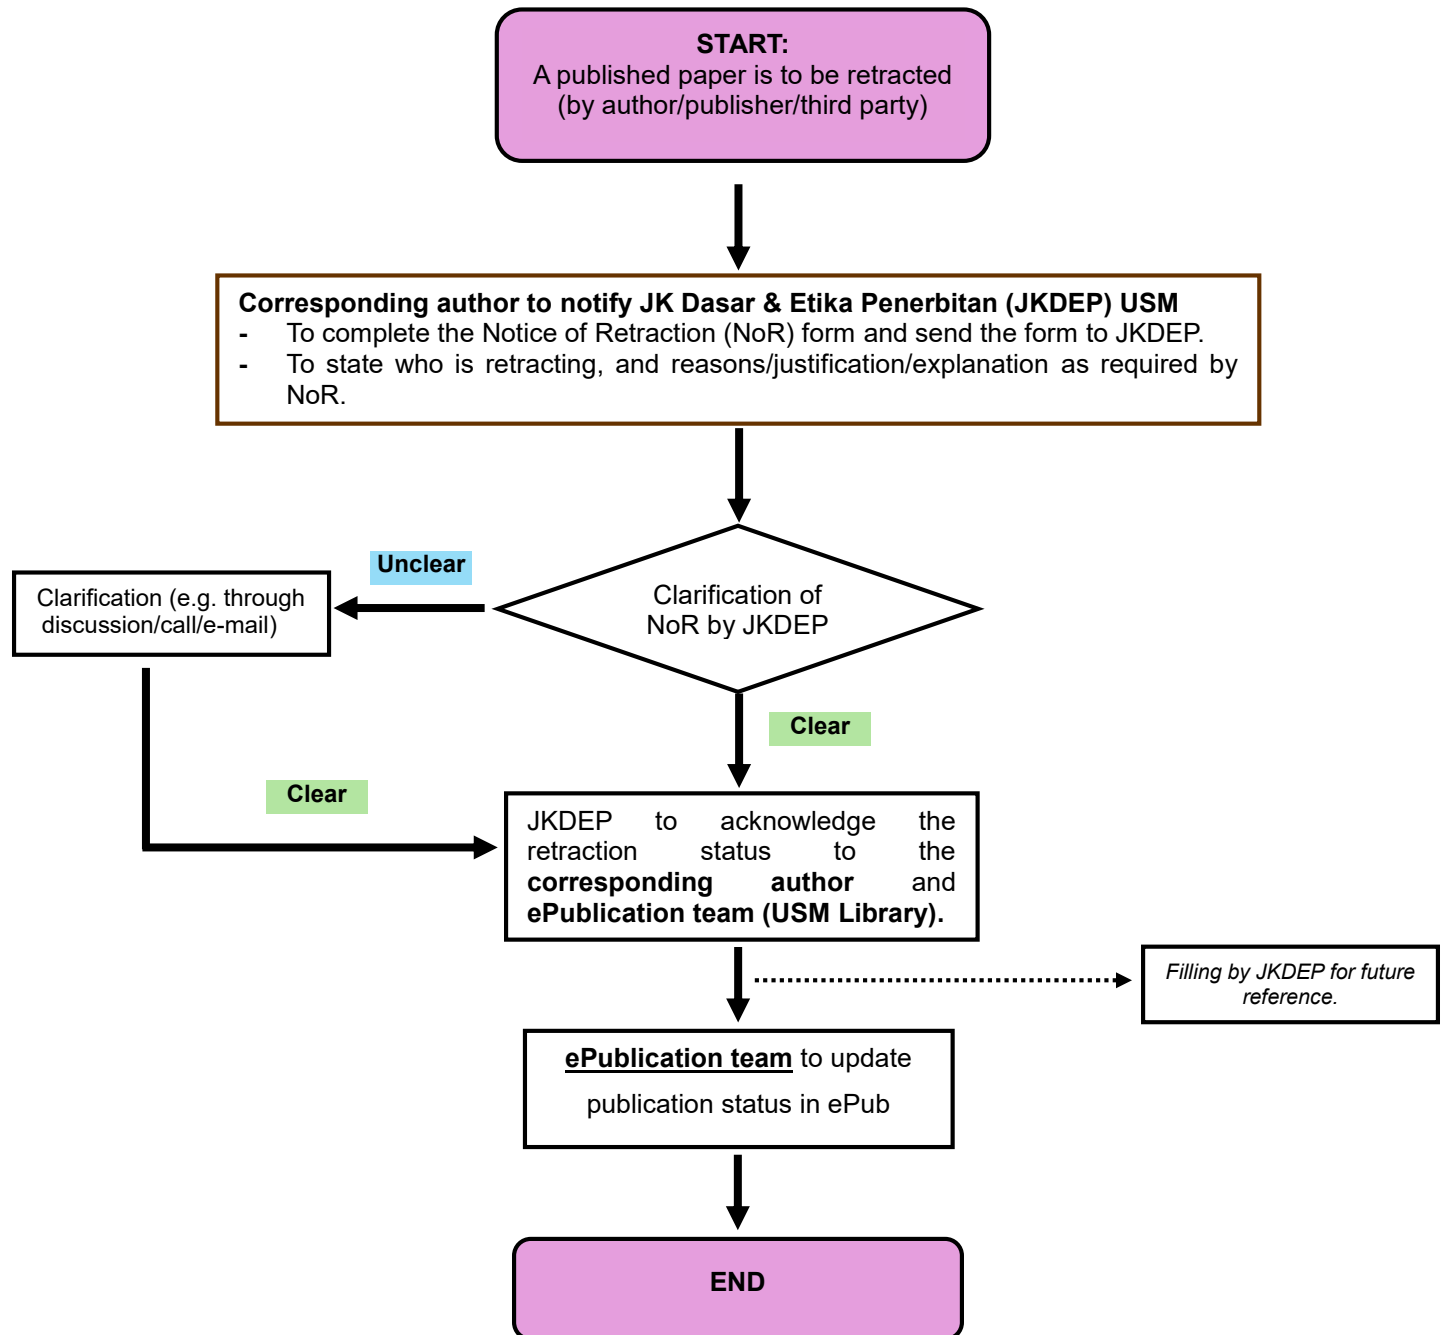 START:
A published paper is to be retracted
(by author/publisher/third party)
Corresponding author to notify JK Dasar & Etika Penerbitan (JKDEP) USM
- To complete the Notice of Retraction (NoR) form and send the form to JKDEP.
- To state who is retracting, and reasons/justification/explanation as required by
NoR.
Unclear
Clarification (e.g. through
discussion/call/e-mail)
Clarification of
NoR by JKDEP
Clear
Clear
JKDEP to acknowledge the
retraction status to the
corresponding author and
ePublication team (USM Library).
Filling by JKDEP for future
reference.
ePublication team to update
publication status in ePub
END